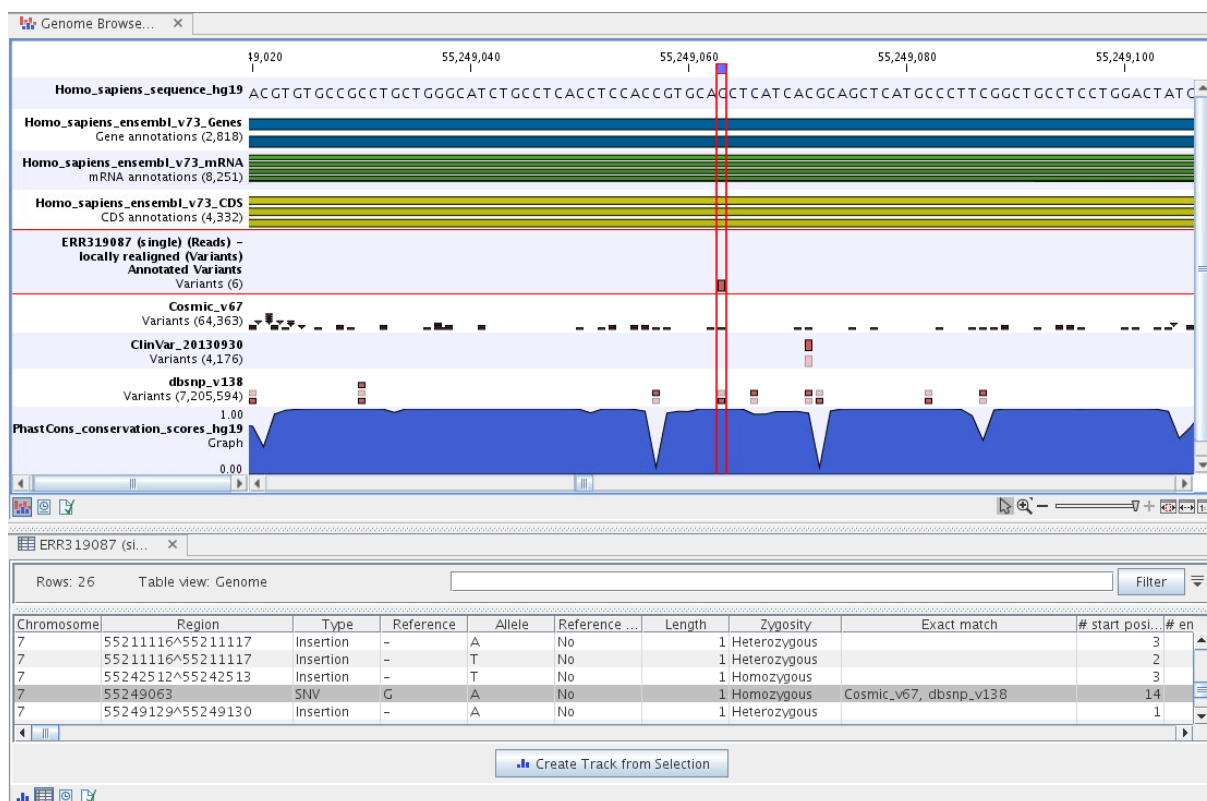 Genome Browse... ×
49,020 55,249,040 55,249,060 55,249,080 55,249,100
Homo_sapiens_sequence_hg19 ACGTGTGCCGCCTGCTGGGCATCTGCCTCACCTCCACCGTGCAGCTCATCACGCAGCTCATGCCCTTCGGCTGCCTCCTGGACTATC
Homo_sapiens_ensembl_v73_Genes
Gene annotations (2,818)
Homo_sapiens_ensembl_v73_mRNA
mRNA annotations (8,251)
Homo_sapiens_ensembl_v73_CDS
CDS annotations (4,332)
ERR319087 (single) (Reads) –
locally realigned (Variants)
Annotated Variants
Variants (6)
Cosmic_v67
Variants (64,363)
ClinVar_20130930
Variants (4,176)
dbsnp_v138
Variants (7,205,594)
1.00
PhastCons_conservation_scores_hg19
Graph
0.00
ERR319087 (si... ×
Rows: 26 Table view: Genome Filter
Chromosome Region Type Reference Allele Reference ... Length Zygosity Exact match # start posi... # en
7 55211116^55211117 Insertion – A No 1 Heterozygous 3
7 55211116^55211117 Insertion – T No 1 Heterozygous 2
7 55242512^55242513 Insertion – T No 1 Homozygous 3
7 55249063 SNV G A No 1 Homozygous Cosmic_v67, dbsnp_v138 14
7 55249129^55249130 Insertion – A No 1 Heterozygous 1
Create Track from Selection